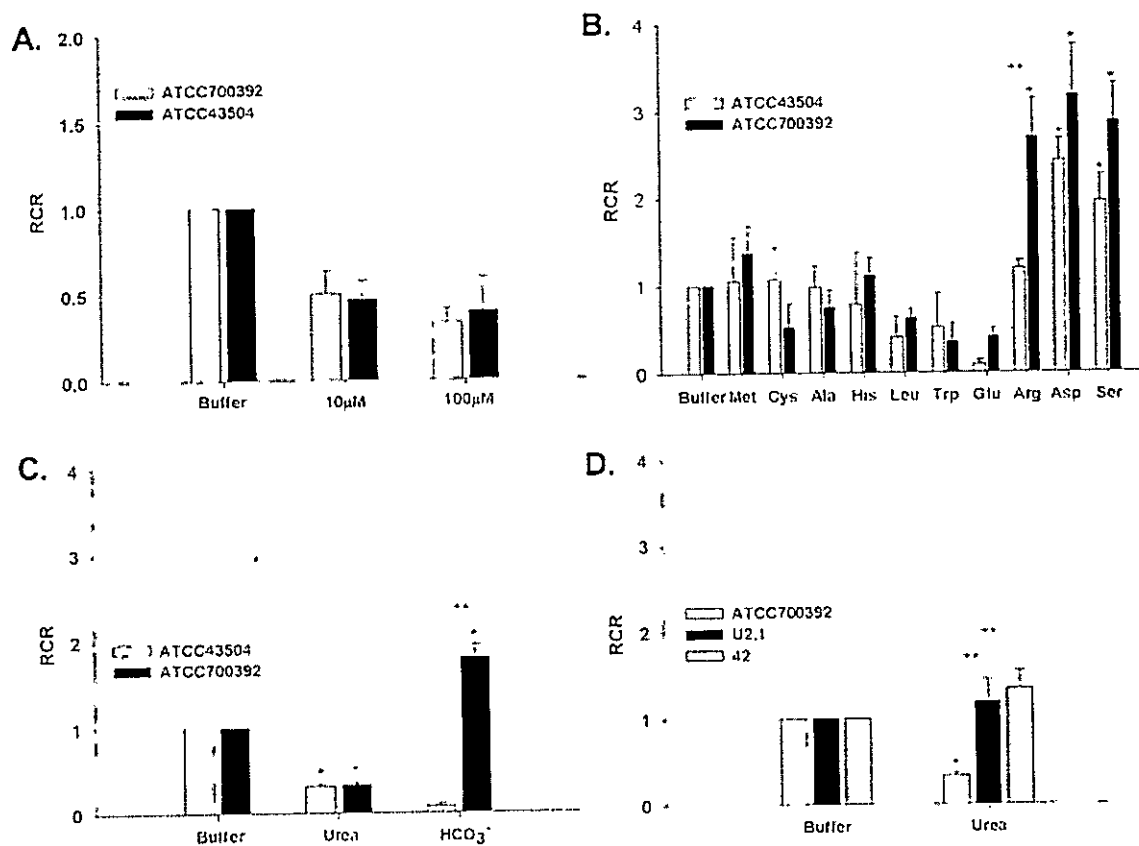 A.
2.0
1.5
1.0
0.5
0.0
RCR
ATCC700392
ATCC43504
Buffer 10µM 100µM
B.
4
3
2
1
0
RCR
ATCC43504
ATCC700392
** * * *
*
* *
Buffer Met Cys Ala His Leu Trp Glu Arg Asp Ser
C.
4
3
2
1
0
RCR
ATCC43504
ATCC700392
**
*
* *
Buffer Urea HCO3-
D.
4
3
2
1
0
RCR
ATCC700392
U2.1
42
**
**
*
Buffer Urea